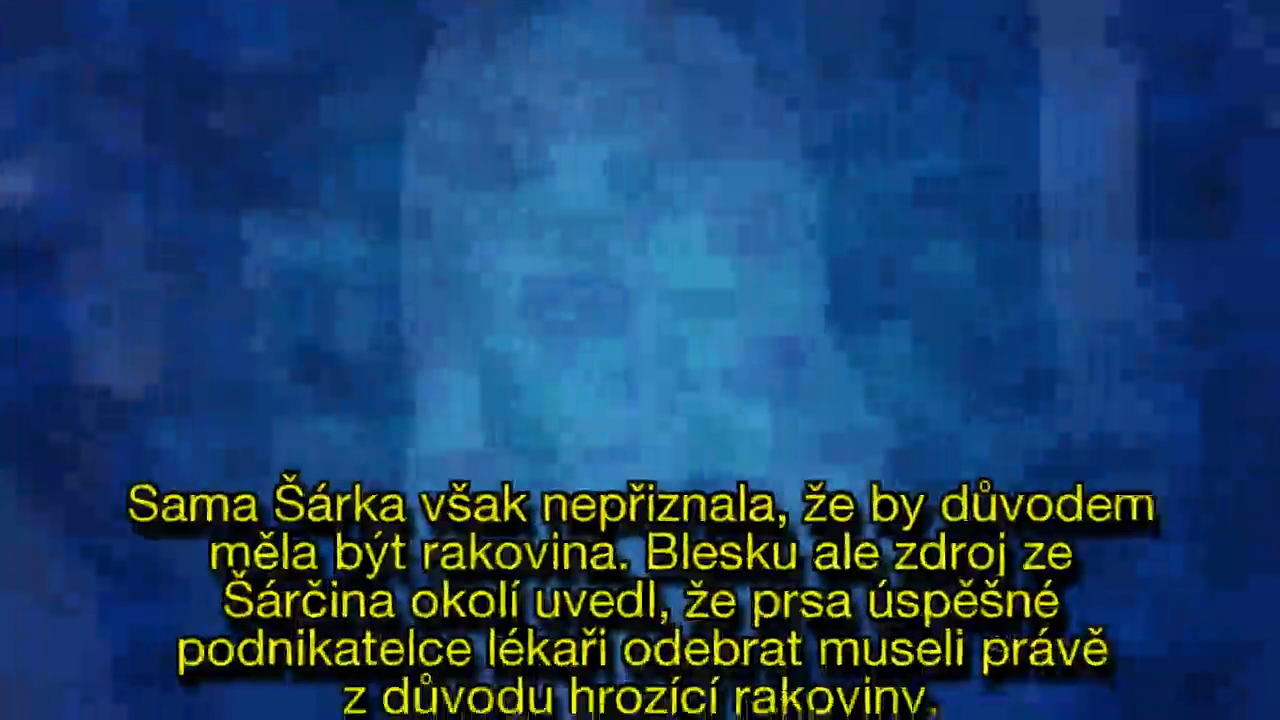 Sama Šárka však nepřiznala, že by důvodem
měla být rakovina. Blesku ale zdroj ze
Šárčina okolí uvedl, že prsa úspěšné
podnikatelce lékaři odebrat museli právě
z důvodu hrozící rakoviny.